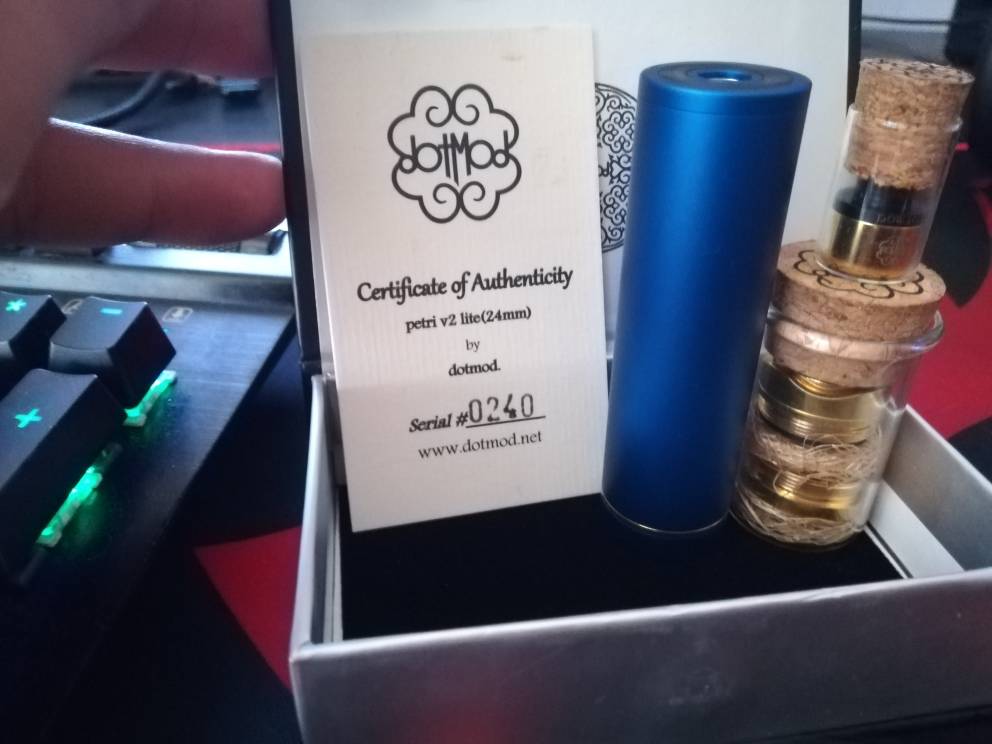 dotMod
Certificate of Authenticity
petri v2 lite(24mm)
by
dotmod.
Serial #0240
www.dotmod.net
*
-
+